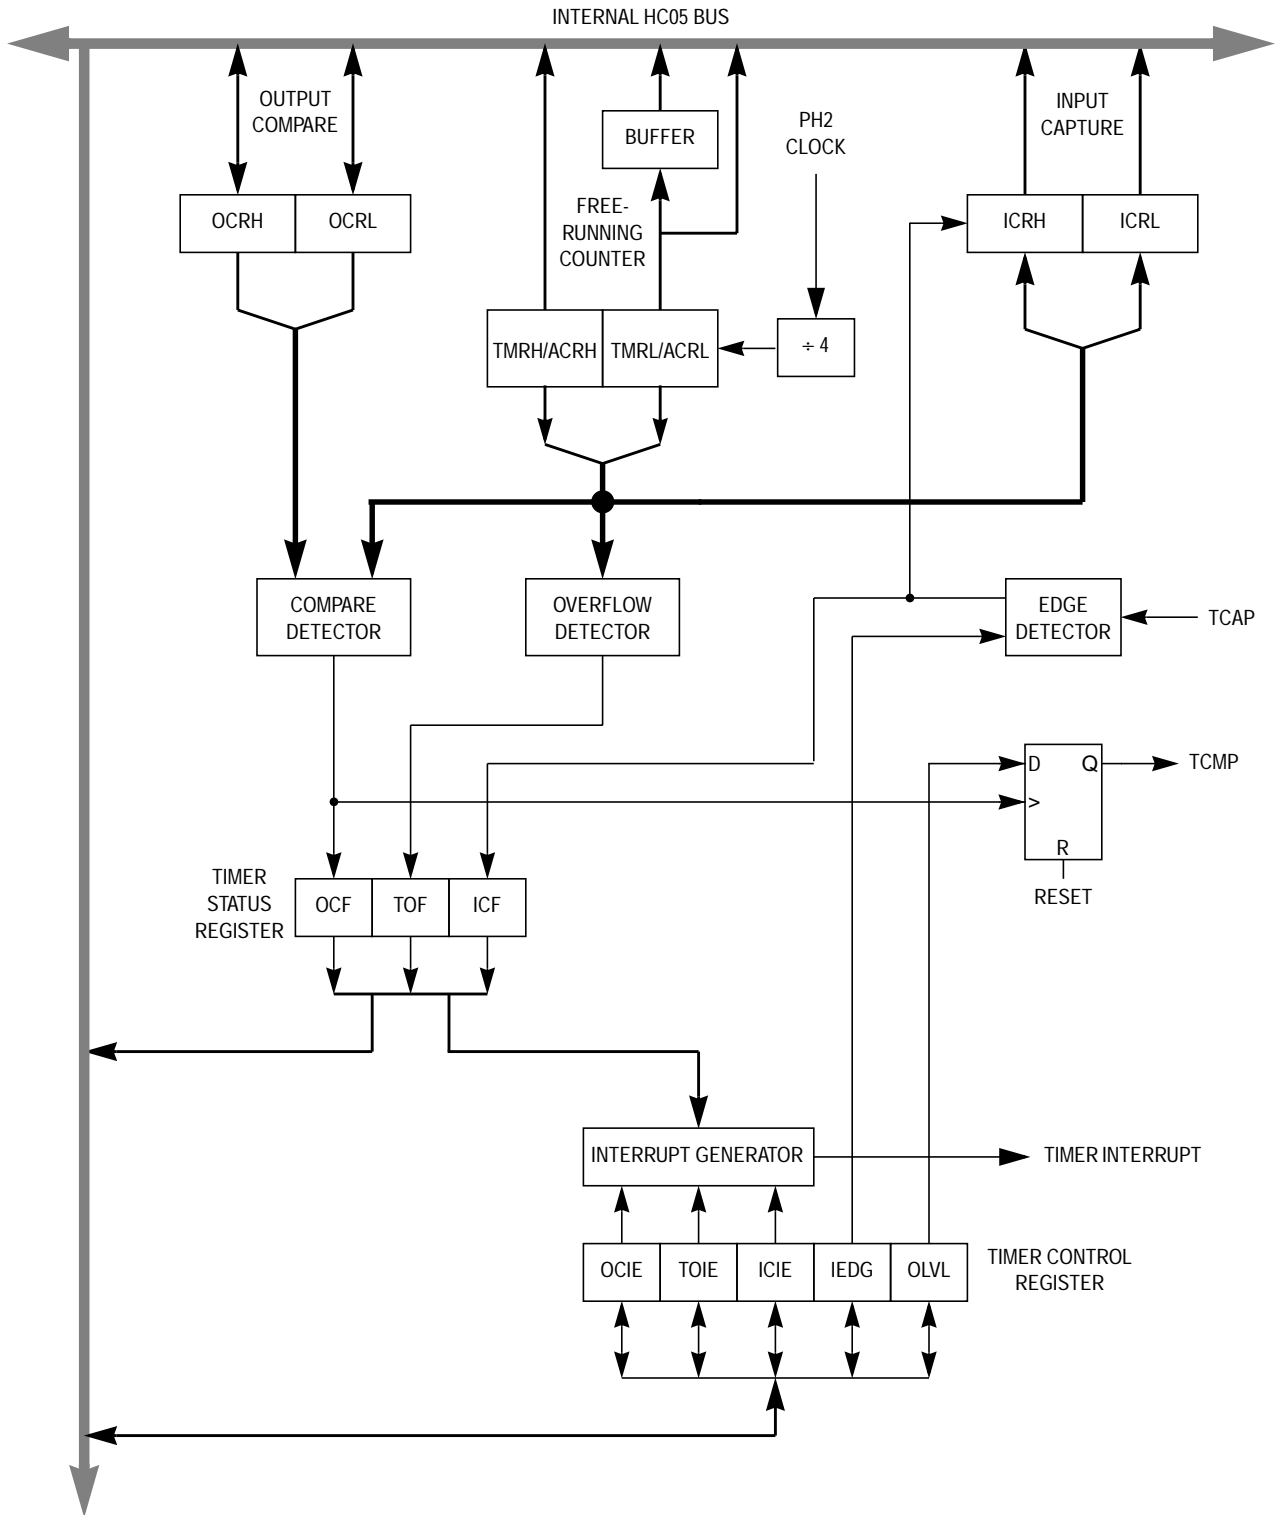 INTERNAL HC05 BUS
OUTPUT
COMPARE
BUFFER
PH2
CLOCK
INPUT
CAPTURE
OCRH
OCRL
FREE-
RUNNING
COUNTER
ICRH
ICRL
TMRH/ACRH
TMRL/ACRL
÷ 4
COMPARE
DETECTOR
OVERFLOW
DETECTOR
EDGE
DETECTOR
TCAP
D
Q
TCMP
>
R
RESET
TIMER
STATUS
REGISTER
OCF
TOF
ICF
INTERRUPT GENERATOR
TIMER INTERRUPT
OCIE
TOIE
ICIE
IEDG
OLVL
TIMER CONTROL
REGISTER